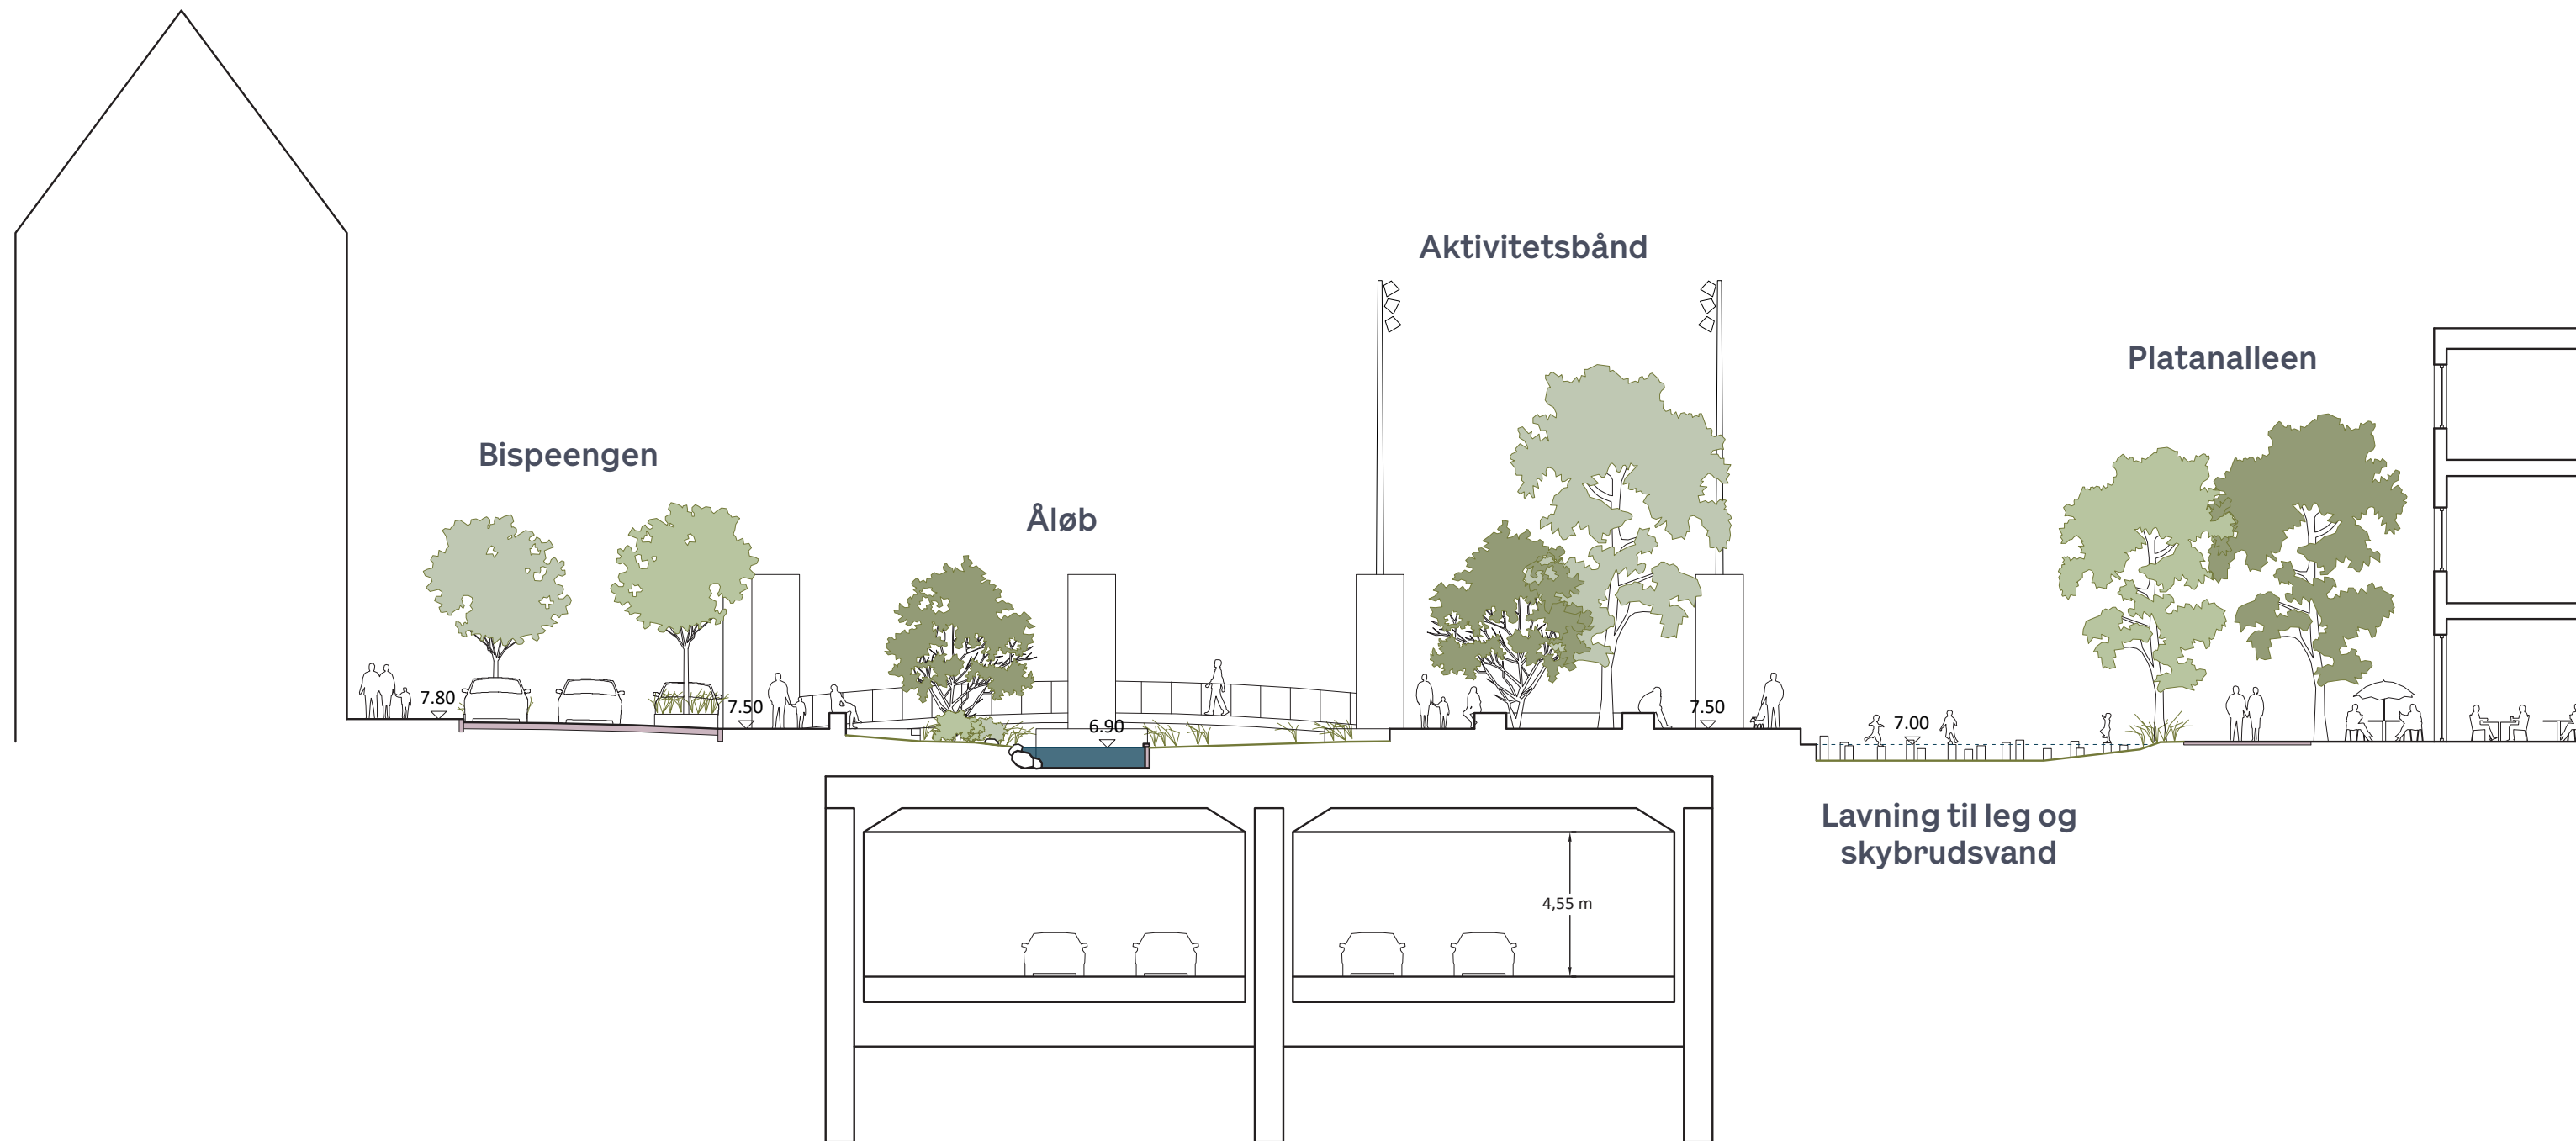 Aktivitetsbånd
Platanalleen
Bispeengen
Åløb
7.80
7.50
6.90
7.50
7.00
Lavning til leg og
skybrudsvand
4,55 m